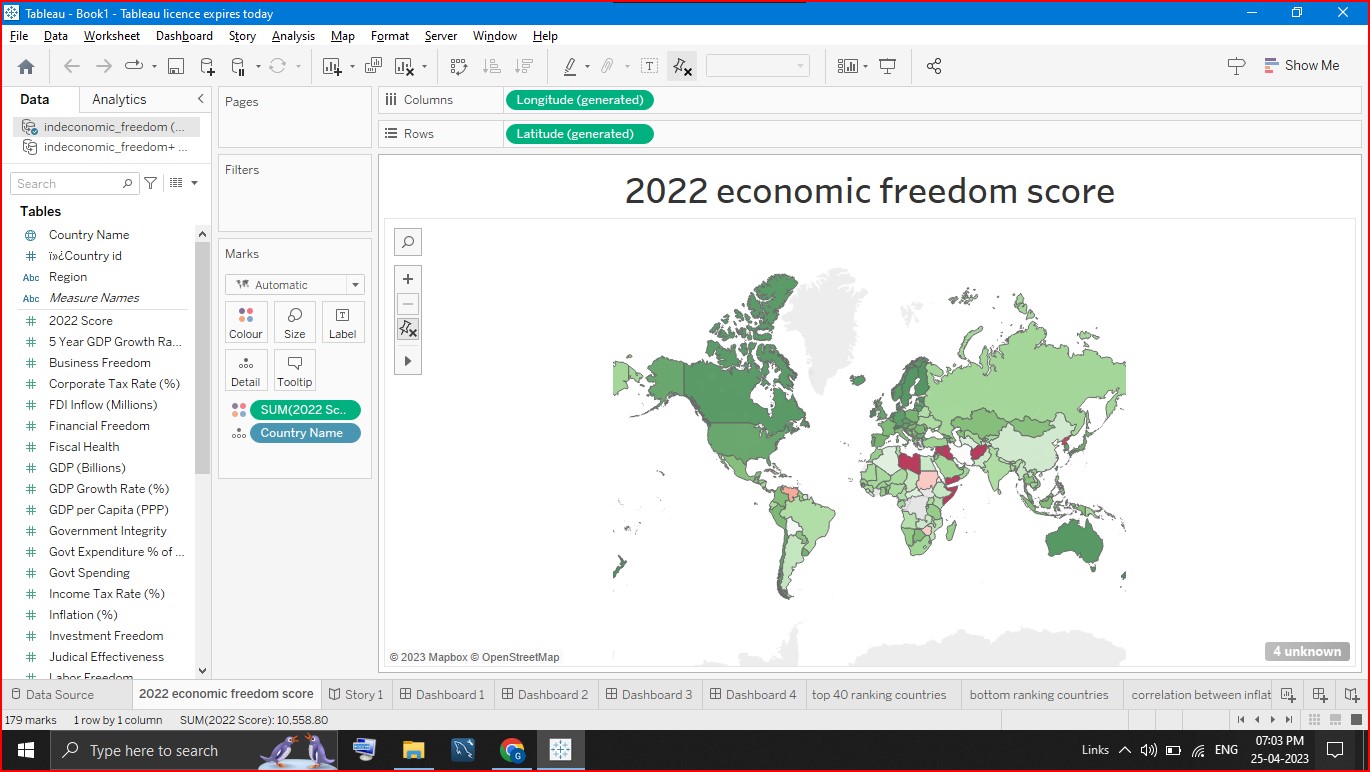 Tableau - Book1 - Tableau licence expires today
File Data Worksheet Dashboard Story Analysis Map Format Server Window Help
Show Me
Data Analytics
indeconomic_freedom (...
indeconomic_freedom+ ...
Search
Tables
Country Name
ï»¿Country id
Abc Region
Abc Measure Names
2022 Score
5 Year GDP Growth Ra...
Business Freedom
Corporate Tax Rate (%)
FDI Inflow (Millions)
Financial Freedom
Fiscal Health
GDP (Billions)
GDP Growth Rate (%)
GDP per Capita (PPP)
Government Integrity
Govt Expenditure % of ...
Govt Spending
Income Tax Rate (%)
Inflation (%)
Investment Freedom
Judical Effectiveness
Labor Freedom
Pages
Filters
Marks
Automatic
Colour Size Label
Detail Tooltip
SUM(2022 Sc..
Country Name
Columns Longitude (generated)
Rows Latitude (generated)
2022 economic freedom score
© 2023 Mapbox © OpenStreetMap
4 unknown
Data Source 2022 economic freedom score Story 1 Dashboard 1 Dashboard 2 Dashboard 3 Dashboard 4 top 40 ranking countries bottom ranking countries correlation between inflat
179 marks 1 row by 1 column SUM(2022 Score): 10,558.80
Type here to search
Links ENG
07:03 PM
25-04-2023